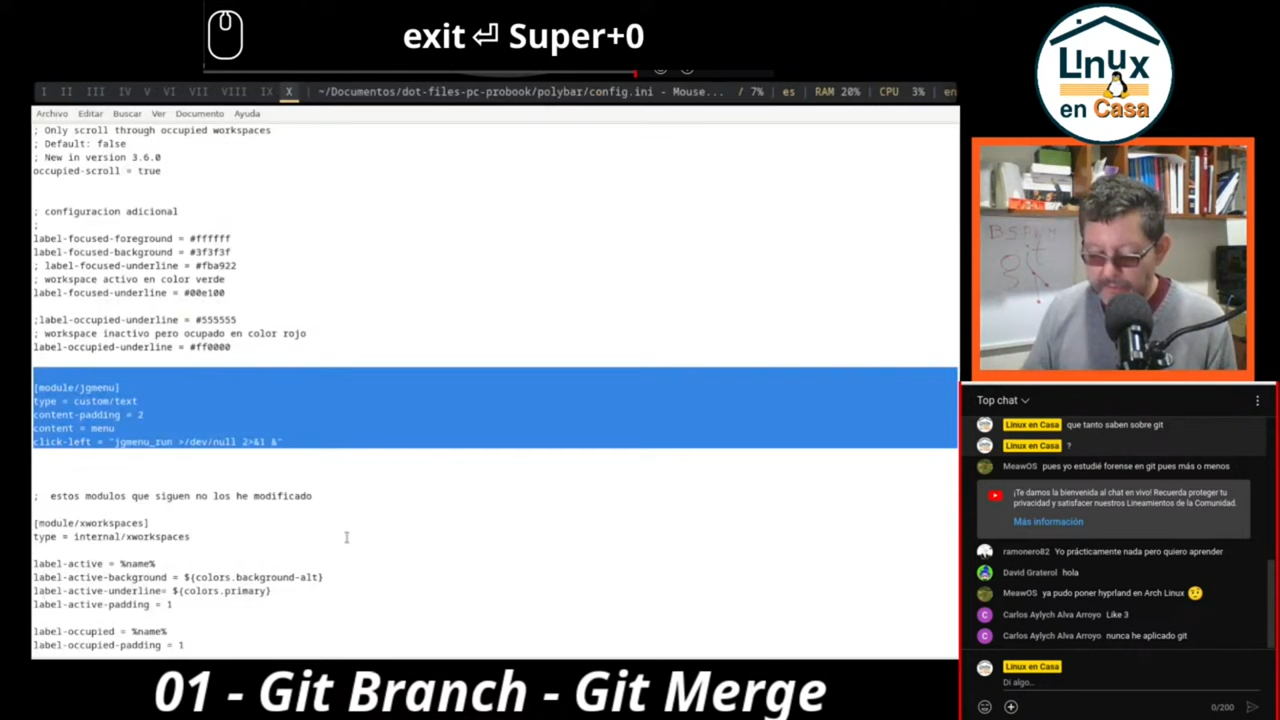 exit⏎ Super+0
I II III IV V VI VII VIII IX X | ~/Documentos/dot-files-pc-probook/polybar/config.ini - Mouse... / 7% | es | RAM 20% | CPU 3% | en
Archivo Editar Buscar Ver Documento Ayuda
; Only scroll through occupied workspaces
; Default: false
; New in version 3.6.0
occupied-scroll = true
; configuracion adicional
;
label-focused-foreground = #ffffff
label-focused-background = #3f3f3f
; label-focused-underline = #fba922
; workspace activo en color verde
label-focused-underline = #00e100
;label-occupied-underline = #555555
; workspace inactivo pero ocupado en color rojo
label-occupied-underline = #ff0000
[module/jgmenu]
type = custom/text
content-padding = 2
content = menu
click-left = "jgmenu_run >/dev/null 2>&1 &"
;  estos modulos que siguen no los he modificado
[module/xworkspaces]
type = internal/xworkspaces
label-active = %name%
label-active-background = ${colors.background-alt}
label-active-underline= ${colors.primary}
label-active-padding = 1
label-occupied = %name%
label-occupied-padding = 1
01 - Git Branch - Git Merge
Linux
en Casa
BSPWM
git
Top chat
Linux en Casa que tanto saben sobre git
Linux en Casa ?
MeawOS pues yo estudié forense en git pues más o menos
¡Te damos la bienvenida al chat en vivo! Recuerda proteger tu
privacidad y satisfacer nuestros Lineamientos de la Comunidad.
Más información
ramonero82 Yo prácticamente nada pero quiero aprender
David Graterol hola
MeawOS ya pudo poner hyprland en Arch Linux 🤨
C Carlos Aylych Alva Arroyo Like 3
C Carlos Aylych Alva Arroyo nunca he aplicado git
Linux en Casa
Di algo...
0/200